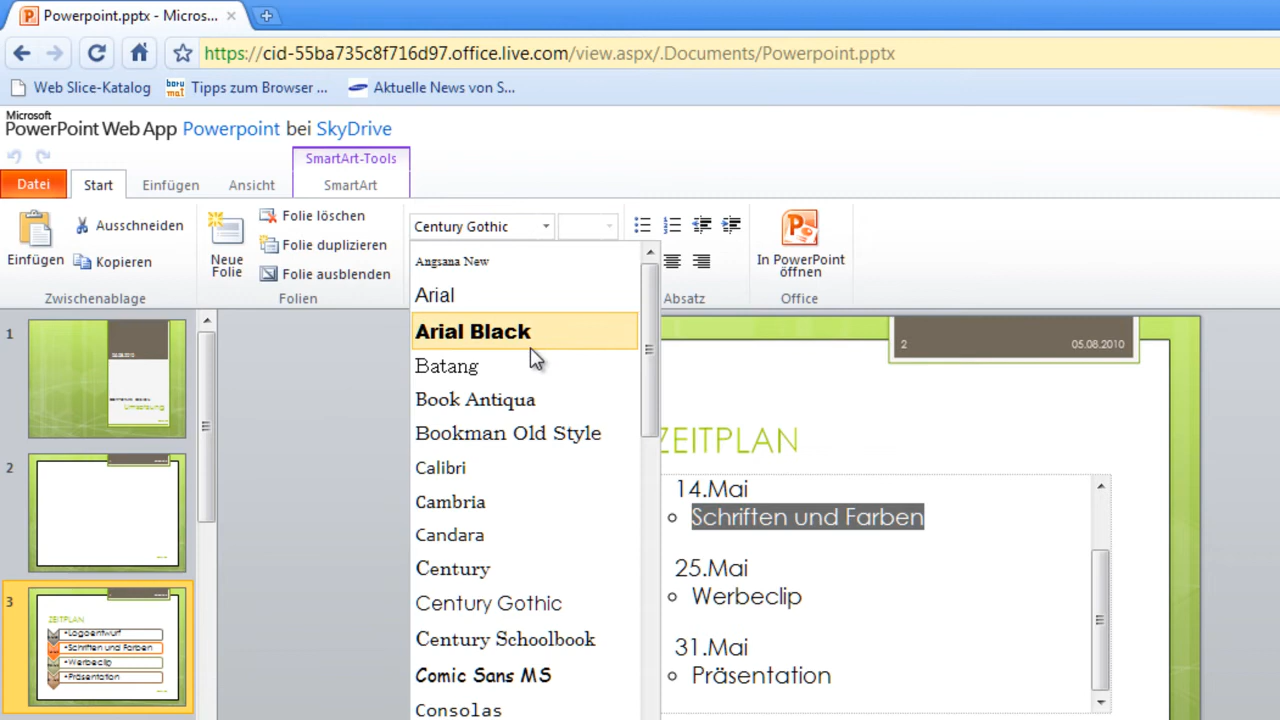 Powerpoint.pptx - Micros...
https://cid-55ba735c8f716d97.office.live.com/view.aspx/.Documents/Powerpoint.pptx
Web Slice-Katalog
Tipps zum Browser ...
Aktuelle News von S...
Microsoft
PowerPoint Web App Powerpoint bei SkyDrive
SmartArt-Tools
Datei
Start
Einfügen
Ansicht
SmartArt
Einfügen
Ausschneiden
Kopieren
Zwischenablage
Neue
Folie
Folie löschen
Folie duplizieren
Folie ausblenden
Folien
Century Gothic
Absatz
In PowerPoint
öffnen
Office
Angsana New
Arial
Arial Black
Batang
Book Antiqua
Bookman Old Style
Calibri
Cambria
Candara
Century
Century Gothic
Century Schoolbook
Comic Sans MS
Consolas
1
2
3
ZEITPLAN
•Logoentwurf
•Schriften und Farben
•Werbeclip
•Präsentation
2
05.08.2010
ZEITPLAN
14.Mai
Schriften und Farben
25.Mai
Werbeclip
31.Mai
Präsentation